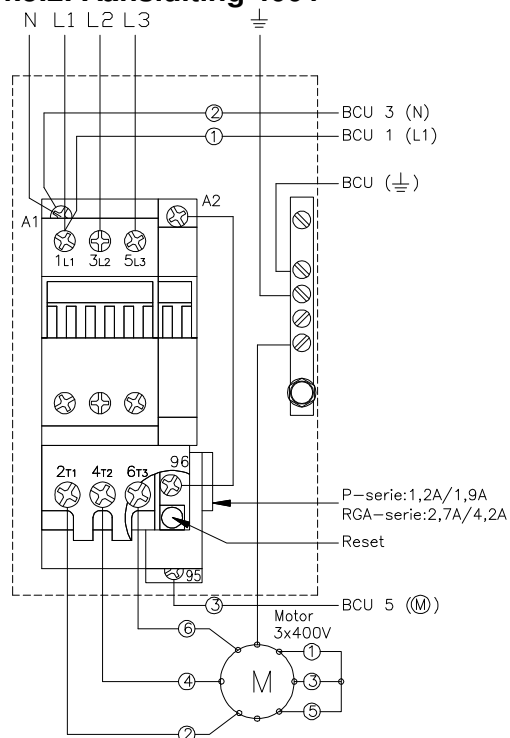 N L1 L2 L3
② BCU 3 (N)
① BCU 1 (L1)
BCU (⏚)
A1 A2
1L1 3L2 5L3
2T1 4T2 6T3 96
P-serie:1,2A/1,9A
RGA-serie:2,7A/4,2A
Reset
95
③ BCU 5 (Ⓜ)
Motor
3x400V
⑥ ①
④ M ③
⑤
②